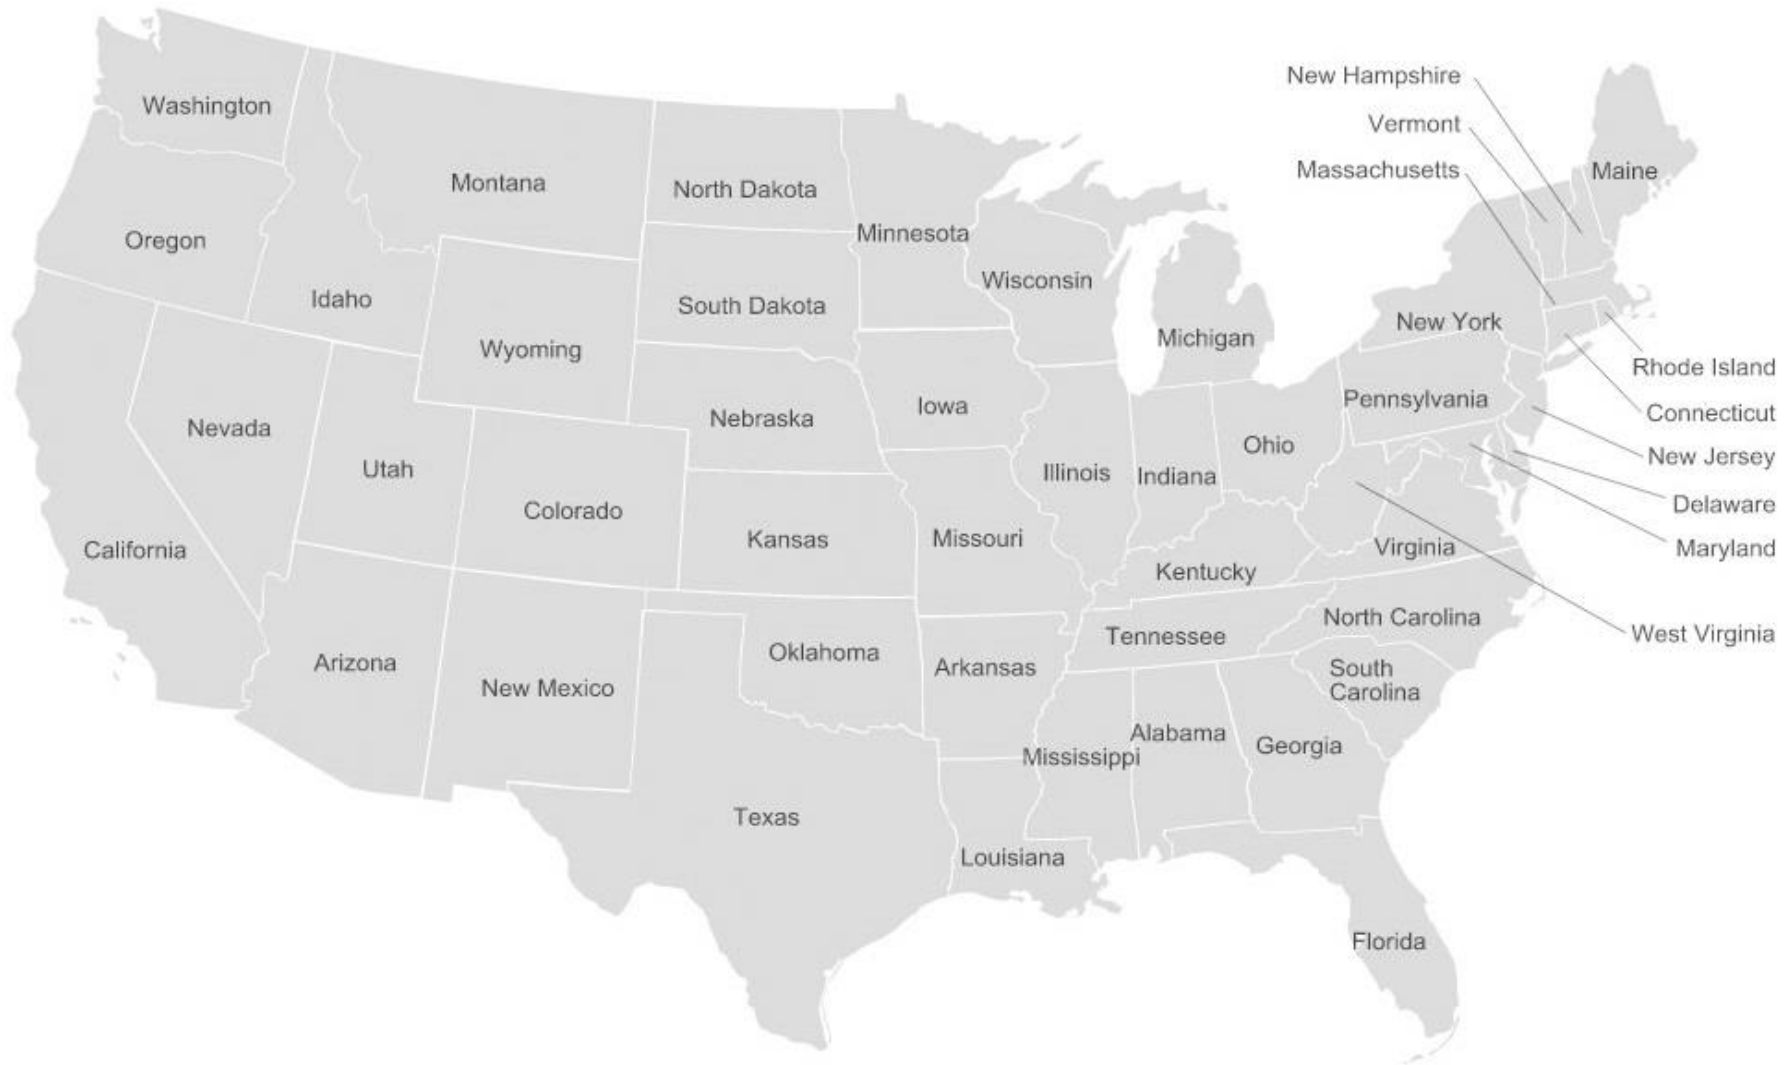 New Hampshire
Washington
Vermont
Massachusetts
Maine
Montana
North Dakota
Minnesota
Oregon
Wisconsin
Idaho
South Dakota
New York
Michigan
Wyoming
Rhode Island
Pennsylvania
Iowa
Connecticut
Nebraska
Nevada
Ohio
New Jersey
Utah
Illinois
Indiana
Delaware
Colorado
Kansas
Missouri
Virginia
Maryland
California
Kentucky
North Carolina
West Virginia
Tennessee
Oklahoma
Arizona
Arkansas
South
Carolina
New Mexico
Alabama
Georgia
Mississippi
Texas
Louisiana
Florida